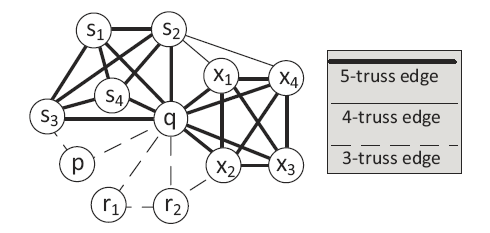 s1
s2
x1
x4
s4
s3
q
p
x2
x3
r1
r2
5-truss edge
4-truss edge
3-truss edge